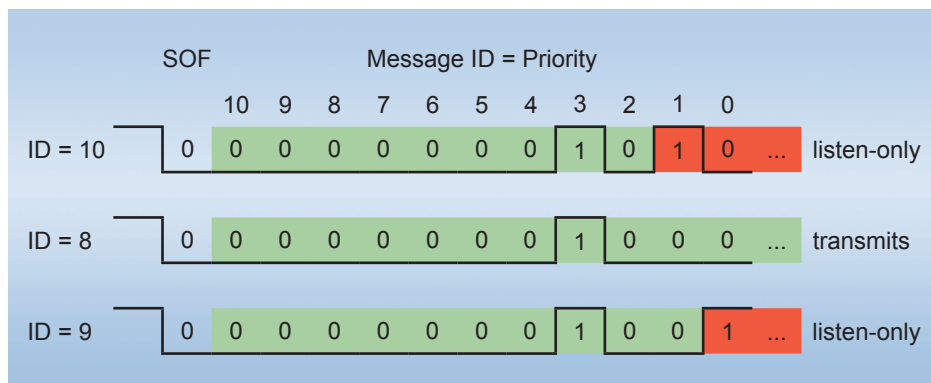 SOF Message ID = Priority
10 9 8 7 6 5 4 3 2 1 0
ID = 10 0 0 0 0 0 0 0 0 1 0 1 0 ... listen-only
ID = 8 0 0 0 0 0 0 0 0 1 0 0 0 ... transmits
ID = 9 0 0 0 0 0 0 0 0 1 0 0 1 ... listen-only